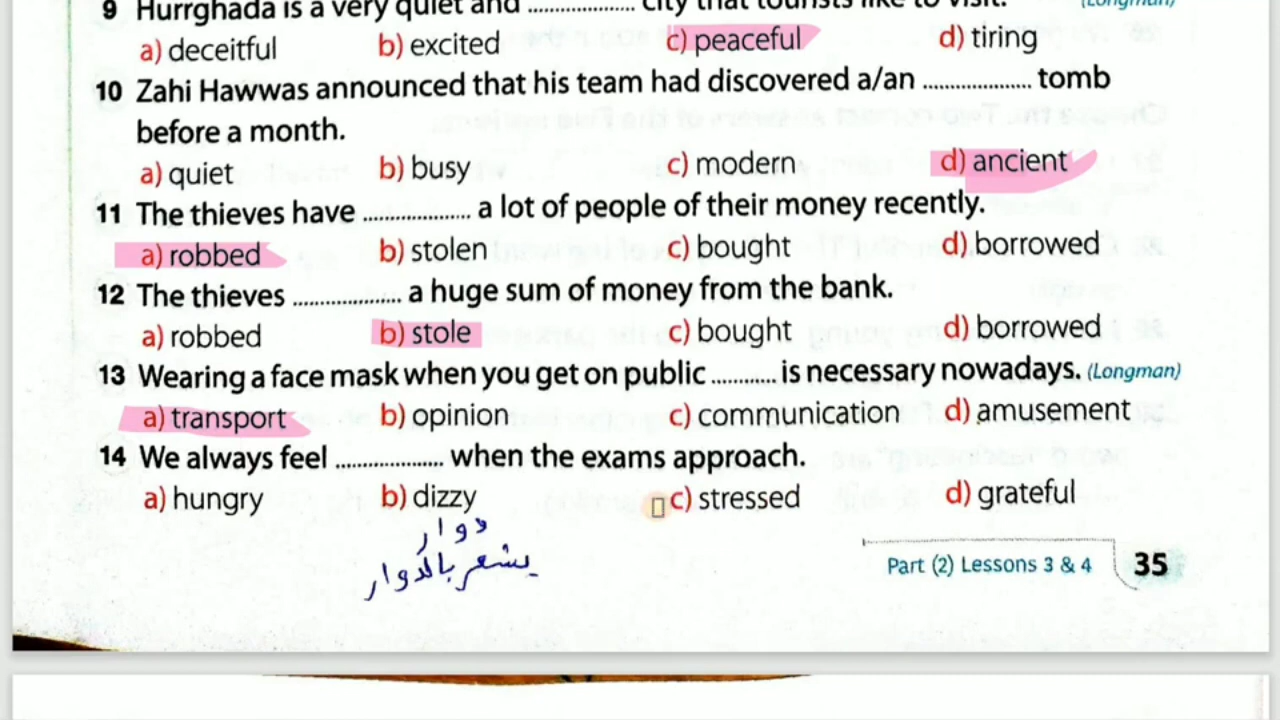 9 Hurrghada is a very quiet and .................... city that tourists like to visit. (Longman)
a) deceitful b) excited c) peaceful d) tiring
10 Zahi Hawwas announced that his team had discovered a/an .................... tomb
before a month.
a) quiet b) busy c) modern d) ancient
11 The thieves have .................... a lot of people of their money recently.
a) robbed b) stolen c) bought d) borrowed
12 The thieves .................... a huge sum of money from the bank.
a) robbed b) stole c) bought d) borrowed
13 Wearing a face mask when you get on public ............ is necessary nowadays. (Longman)
a) transport b) opinion c) communication d) amusement
14 We always feel .................... when the exams approach.
a) hungry b) dizzy c) stressed d) grateful
دوار
يشعر بالدوار
Part (2) Lessons 3 & 4 35